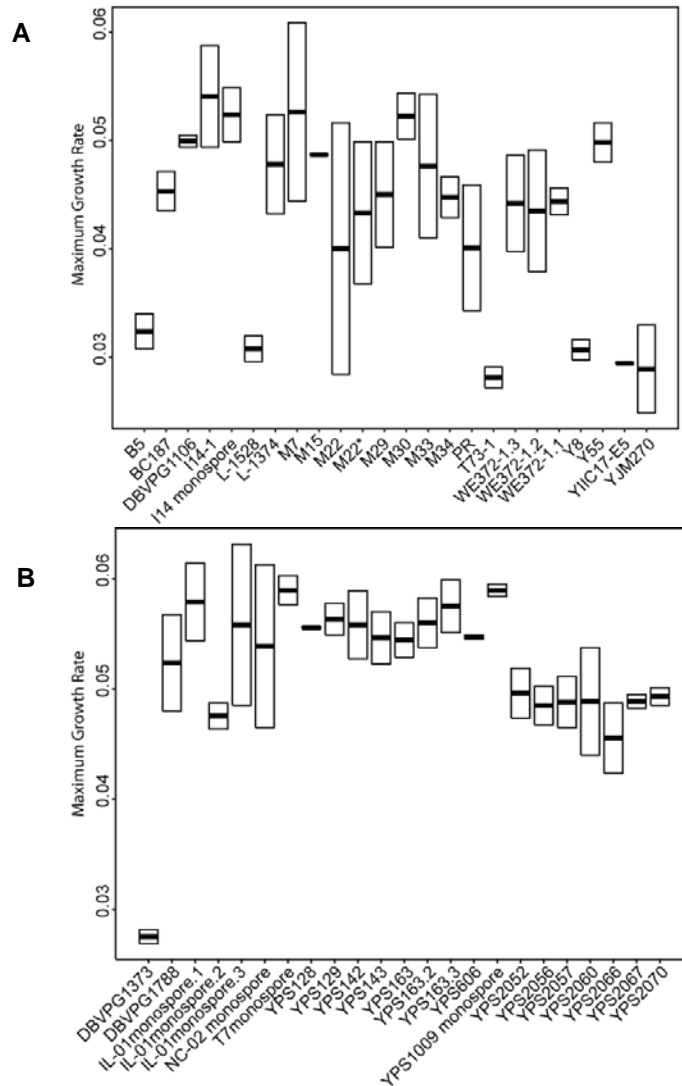 A
Maximum Growth Rate
0.06
0.05
0.04
0.03
B5
BC187
DBVPG1106
I14-1
I14 monospore
L-1528
L-1374
M7
M15
M22
M22*
M29
M30
M33
M34
PR
T73-1
WE372-1.3
WE372-1.2
WE372-1.1
Y8
Y55
YIIC17-E5
YJM270
B
Maximum Growth Rate
0.06
0.05
0.04
0.03
DBVPG1373
DBVPG1788
IL-01monospore.1
IL-01monospore.2
IL-01monospore.3
NC-02 monospore
T7monospore
YPS128
YPS129
YPS142
YPS143
YPS163
YPS163.2
YPS163.3
YPS606
YPS1009 monospore
YPS2052
YPS2056
YPS2057
YPS2060
YPS2066
YPS2067
YPS2070